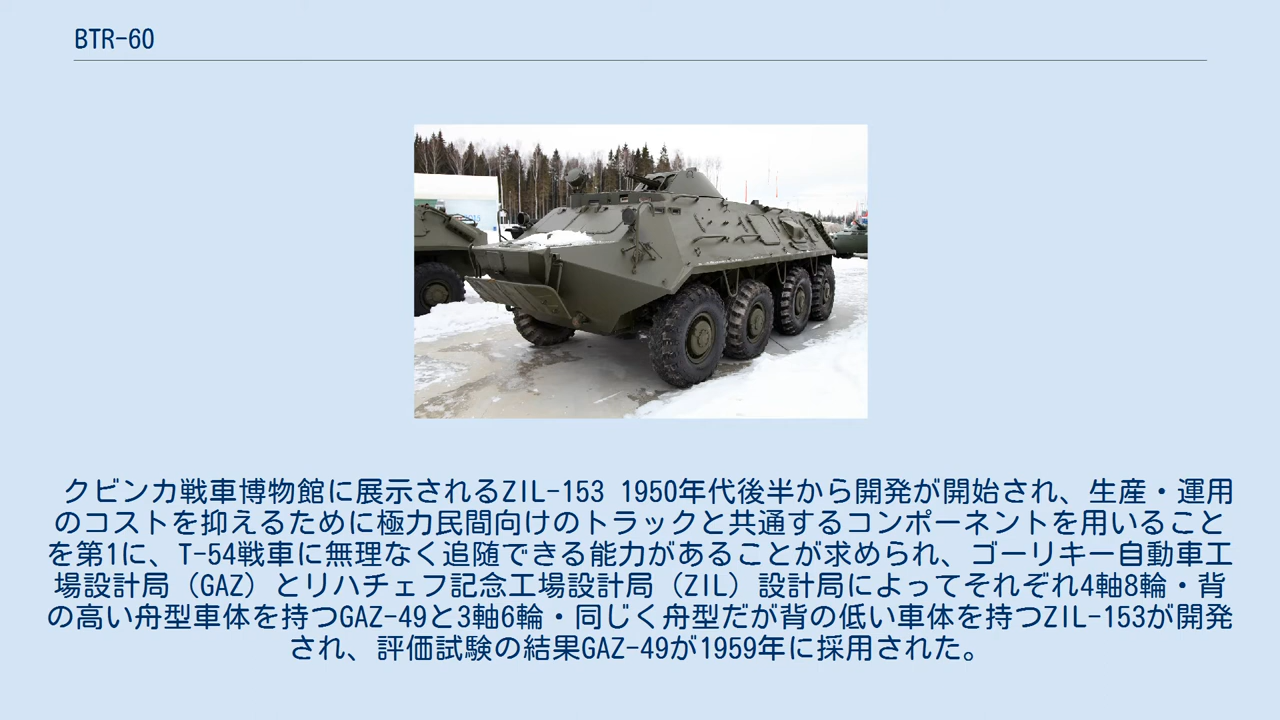 BTR-60
クビンカ戦車博物館に展示されるZIL-153 1950年代後半から開発が開始され、生産・運用
のコストを抑えるために極力民間向けのトラックと共通するコンポーネントを用いること
を第1に、T-54戦車に無理なく追随できる能力があることが求められ、ゴーリキー自動車工
場設計局（GAZ）とリハチェフ記念工場設計局（ZIL）設計局によってそれぞれ4軸8輪・背
の高い舟型車体を持つGAZ-49と3軸6輪・同じく舟型だが背の低い車体を持つZIL-153が開発
され、評価試験の結果GAZ-49が1959年に採用された。